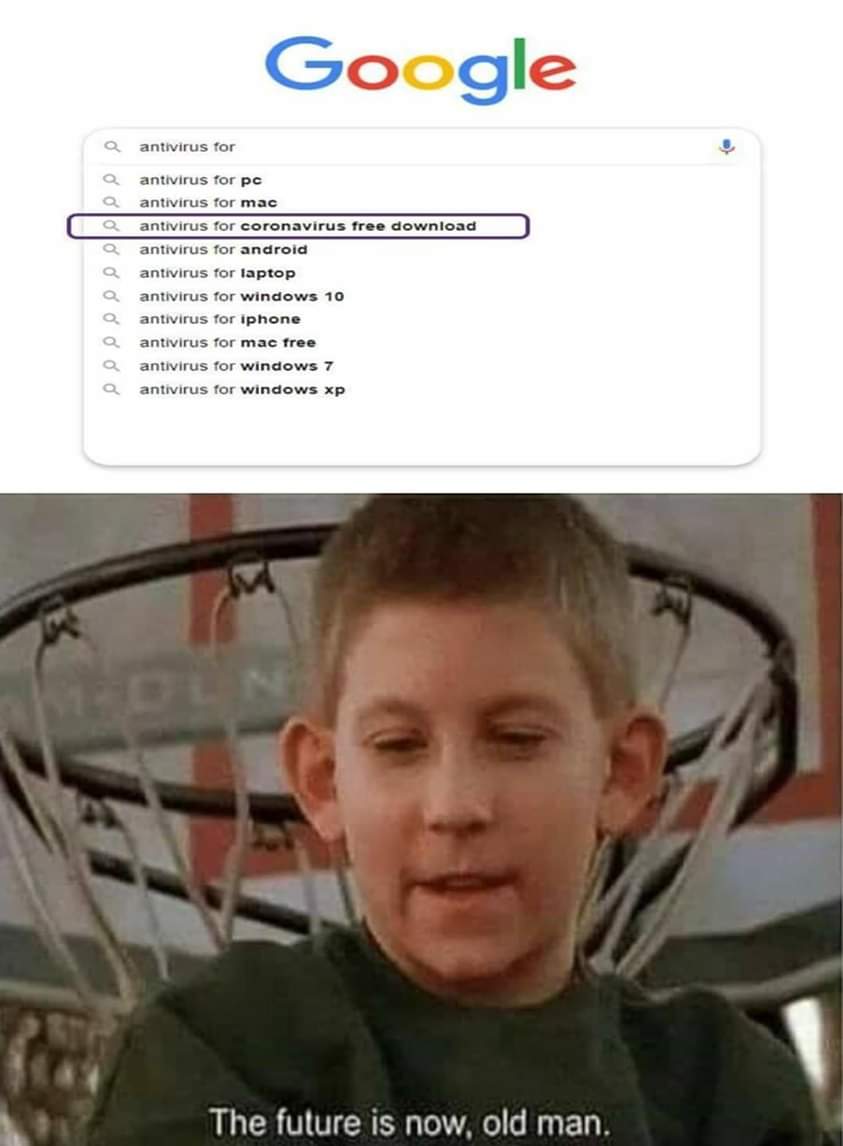 Google
antivirus for
antivirus for pc
antivirus for mac
antivirus for coronavirus free download
antivirus for android
antivirus for laptop
antivirus for windows 10
antivirus for iphone
antivirus for mac free
antivirus for windows 7
antivirus for windows xp
The future is now, old man.